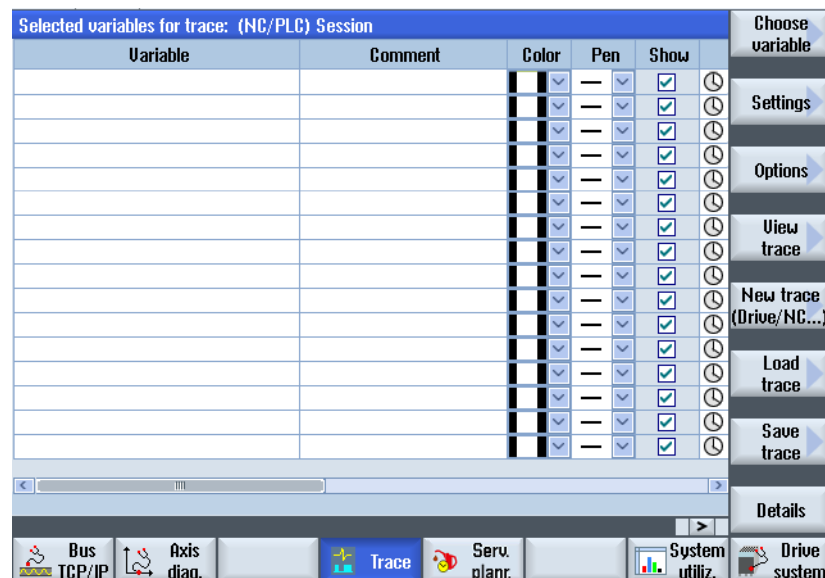 Selected variables for trace: (NC/PLC) Session
Variable Comment Color Pen Show
Choose
variable
Settings
Options
View
trace
New trace
(Drive/NC...)
Load
trace
Save
trace
Details
>
Bus
TCP/IP
Axis
diag.
Trace
Serv.
planr.
System
utiliz.
Drive
system